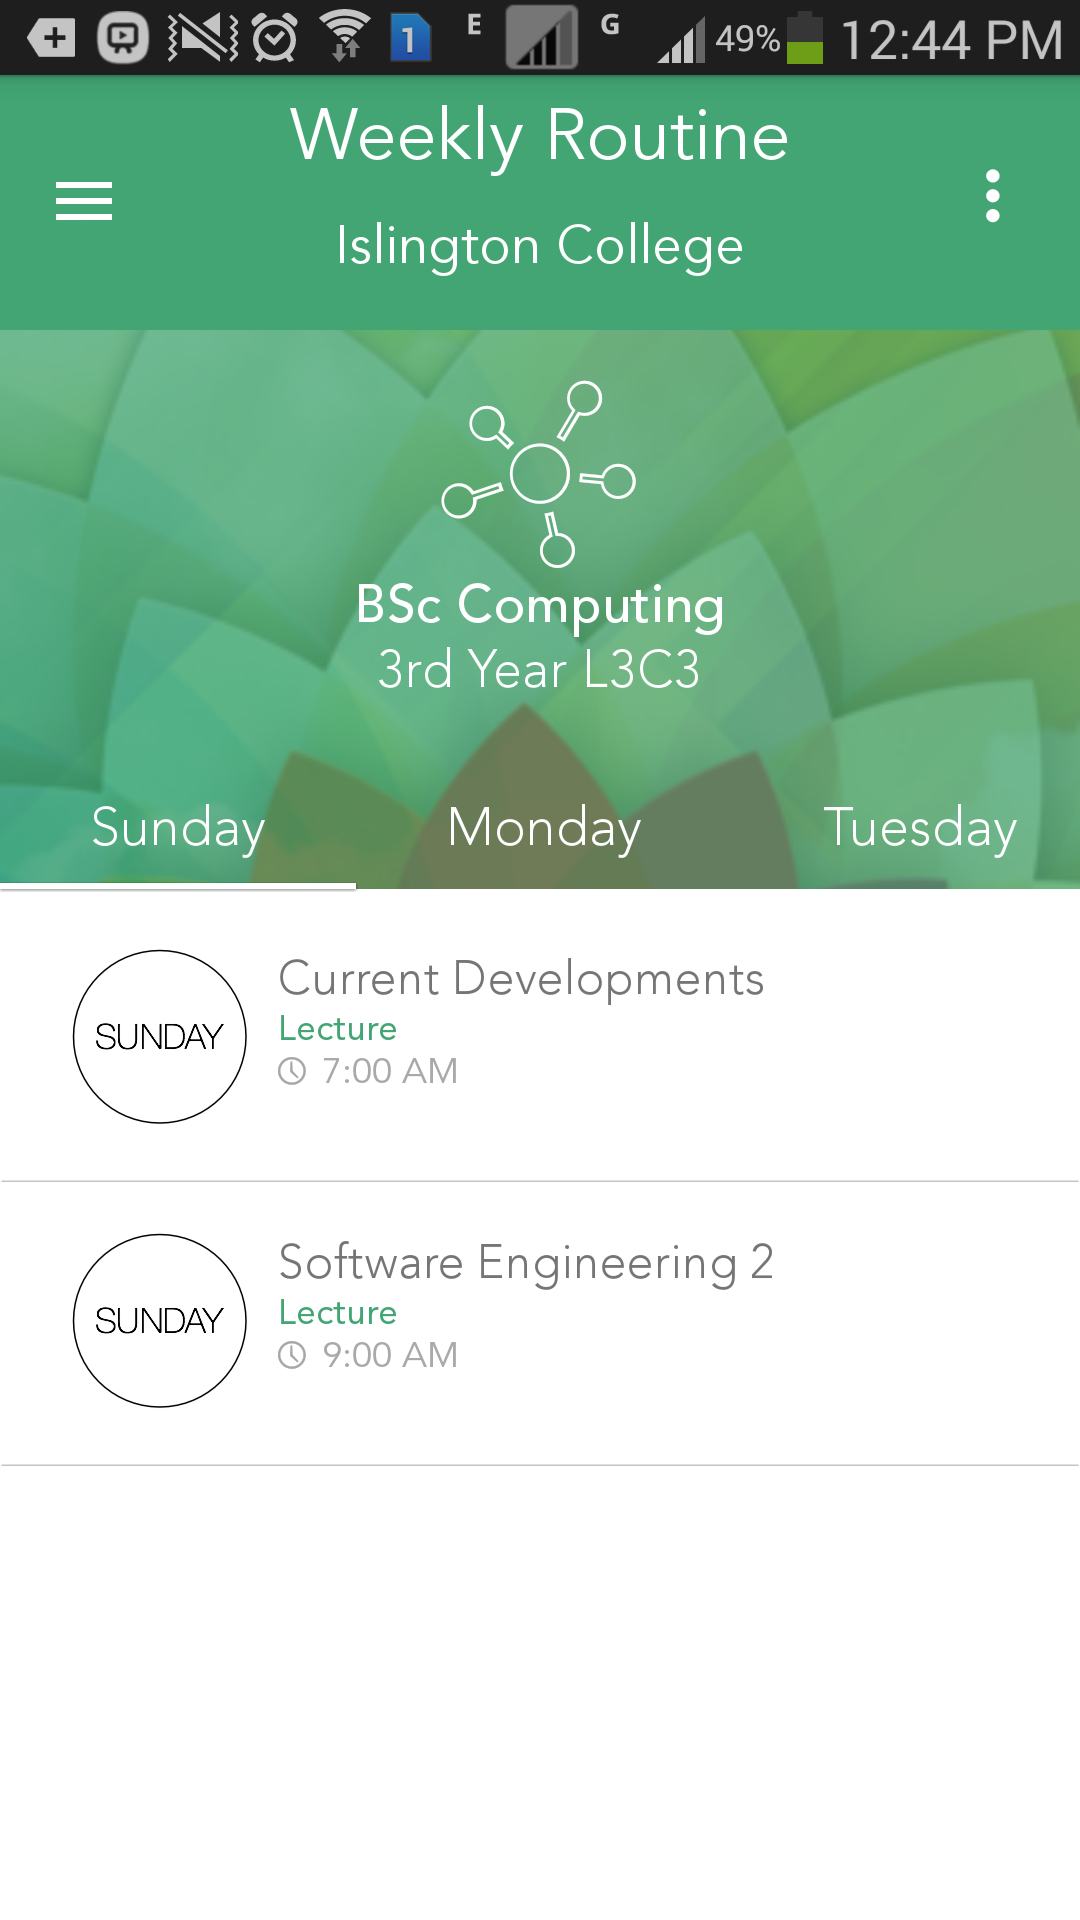 1 E G 49% 12:44 PM
Weekly Routine
Islington College
BSc Computing
3rd Year L3C3
Sunday Monday Tuesday
SUNDAY
Current Developments
Lecture
7:00 AM
SUNDAY
Software Engineering 2
Lecture
9:00 AM